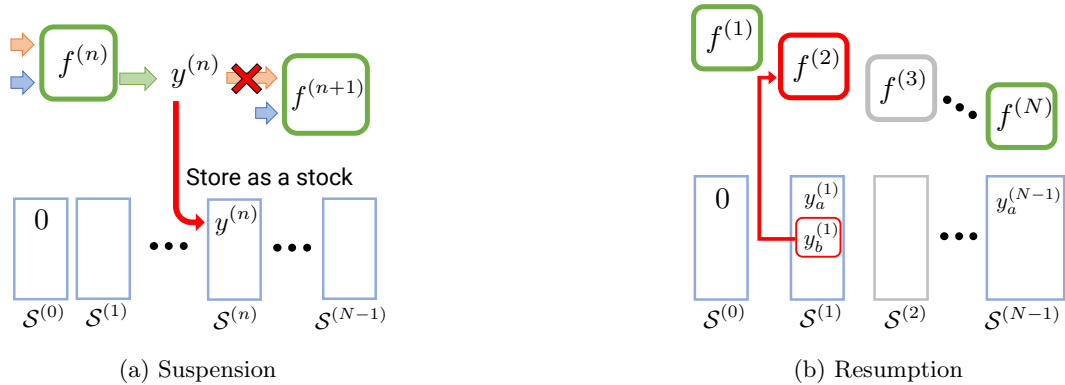 f^{(n)} y^{(n)} f^{(n+1)}
Store as a stock
0 y^{(n)}
S^{(0)} S^{(1)} S^{(n)} S^{(N-1)}
(a) Suspension
f^{(1)} f^{(2)} f^{(3)} f^{(N)}
0 y_a^{(1)} y_a^{(N-1)}
y_b^{(1)}
S^{(0)} S^{(1)} S^{(2)} S^{(N-1)}
(b) Resumption